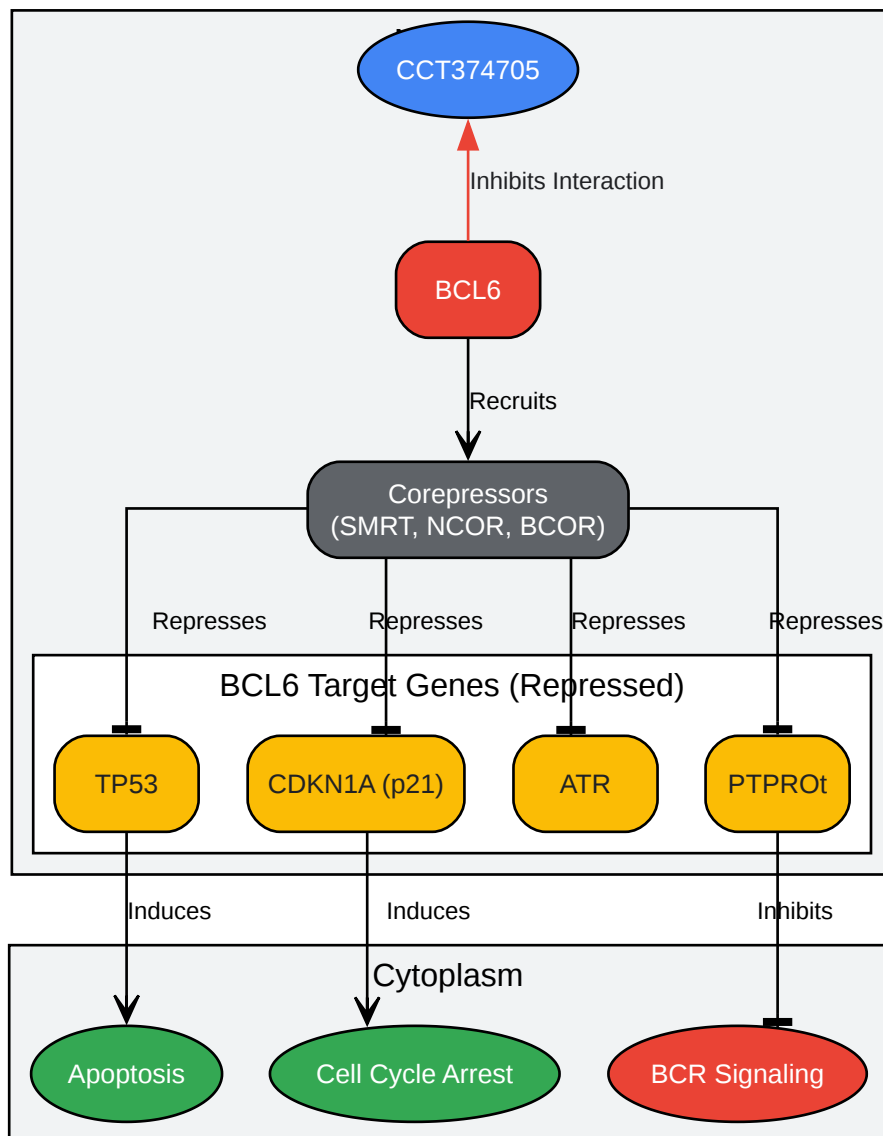 CCT374705
Inhibits Interaction
BCL6
Recruits
Corepressors
(SMRT, NCOR, BCOR)
Represses Represses Represses Represses
BCL6 Target Genes (Repressed)
TP53 CDKN1A (p21) ATR PTPROt
Induces Induces Inhibits
Cytoplasm
Apoptosis Cell Cycle Arrest BCR Signaling